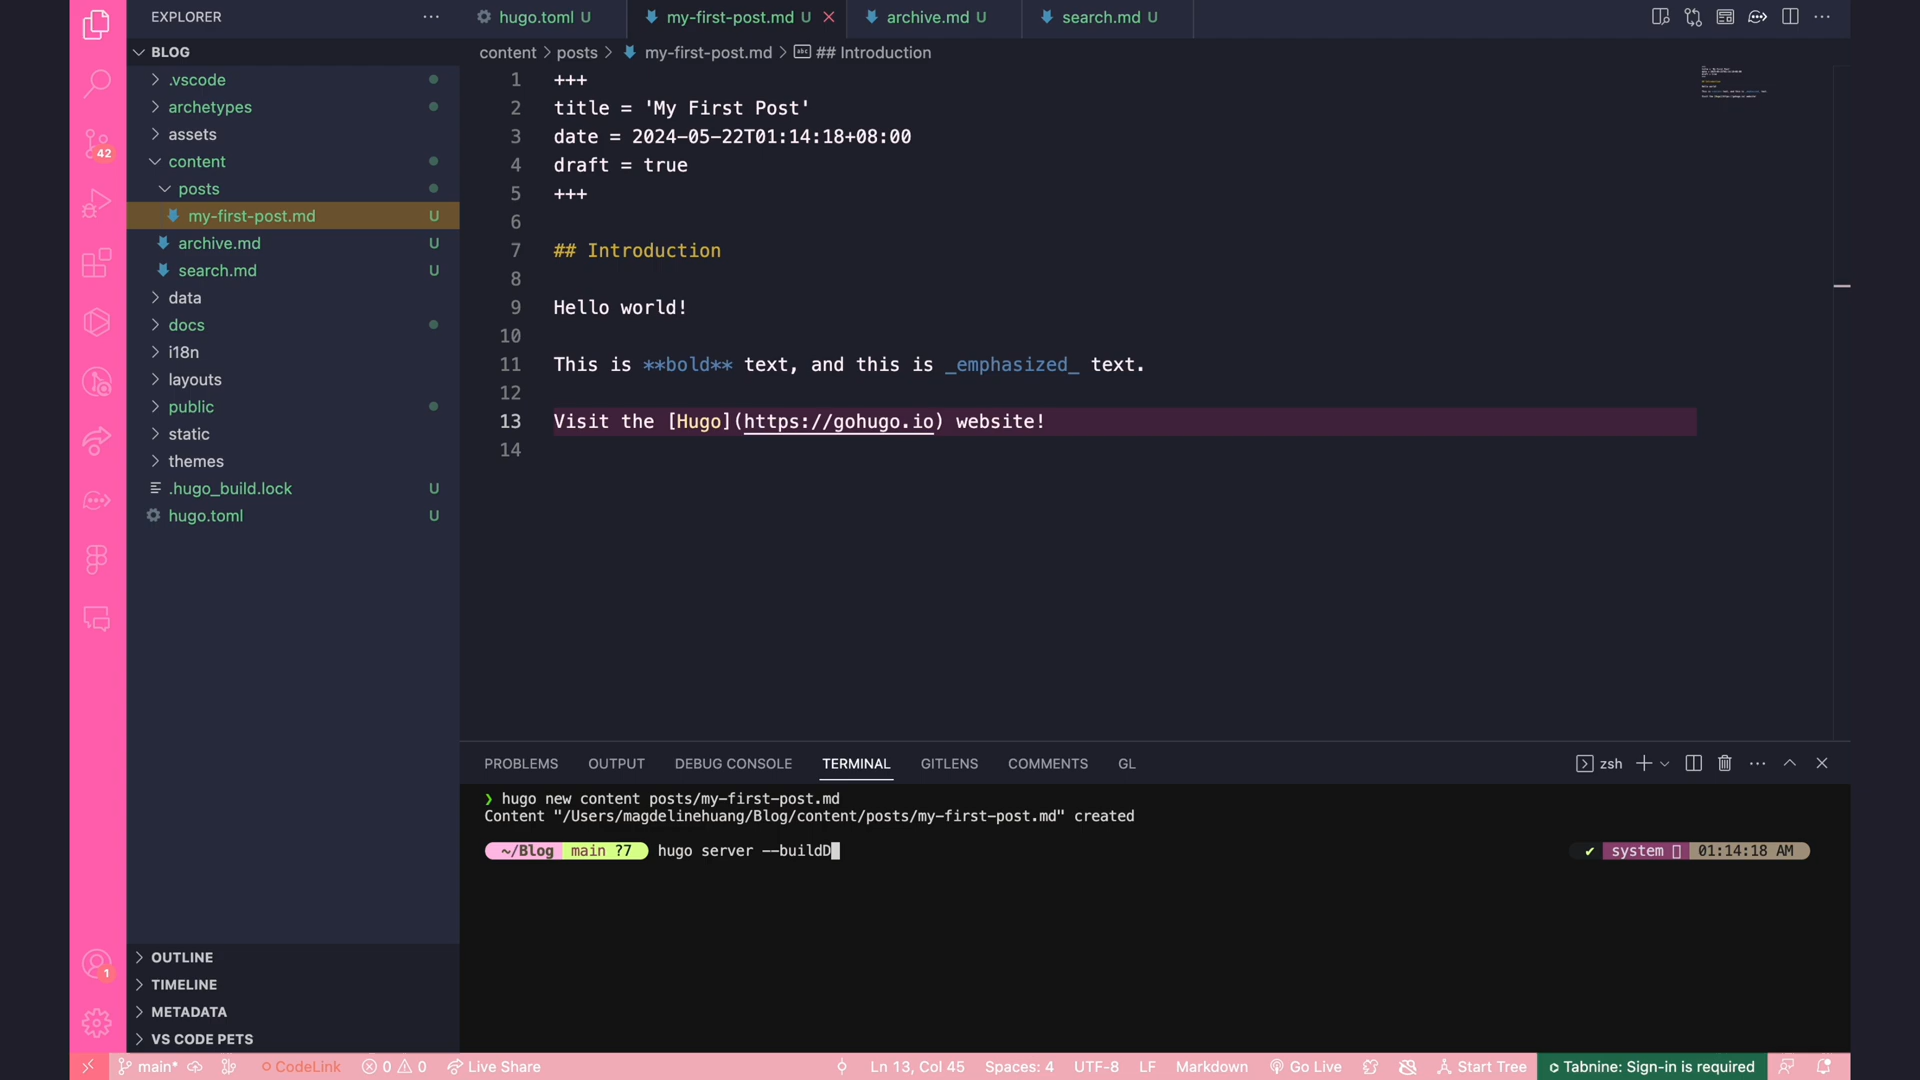 EXPLORER
hugo.toml U
my-first-post.md U
archive.md U
search.md U
BLOG
content > posts > my-first-post.md > abc ## Introduction
.vscode
archetypes
assets
42
content
posts
my-first-post.md U
archive.md U
search.md U
data
docs
i18n
layouts
public
static
themes
.hugo_build.lock U
hugo.toml U
1 +++
2 title = 'My First Post'
3 date = 2024-05-22T01:14:18+08:00
4 draft = true
5 +++
6
7 ## Introduction
8
9 Hello world!
10
11 This is **bold** text, and this is _emphasized_ text.
12
13 Visit the [Hugo](https://gohugo.io) website!
14
PROBLEMS OUTPUT DEBUG CONSOLE TERMINAL GITLENS COMMENTS GL
zsh
❯ hugo new content posts/my-first-post.md
Content "/Users/magdelinehuang/Blog/content/posts/my-first-post.md" created
~/Blog main ?7 hugo server --buildD
✔ system 01:14:18 AM
1
OUTLINE
TIMELINE
METADATA
VS CODE PETS
main* CodeLink 0 0 Live Share
Ln 13, Col 45 Spaces: 4 UTF-8 LF Markdown Go Live Start Tree Tabnine: Sign-in is required